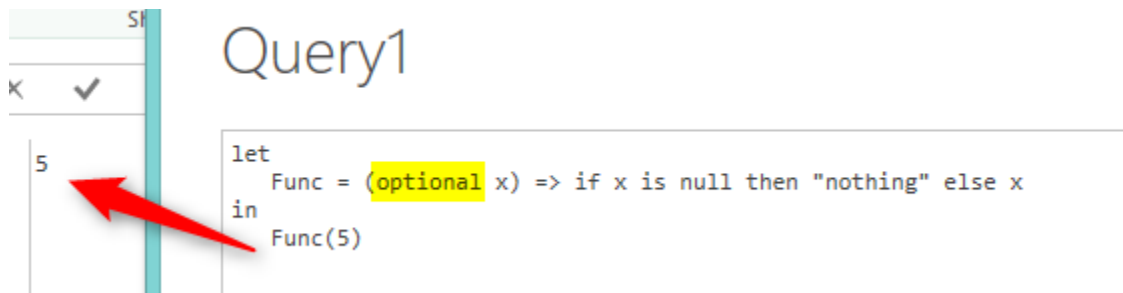 Query1
5
let
Func = (optional x) => if x is null then "nothing" else x
in
Func(5)